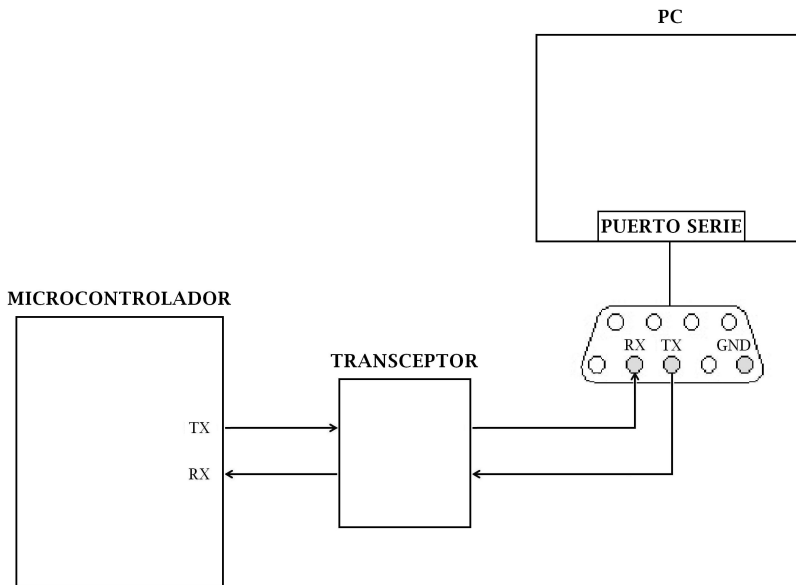 PC
PUERTO SERIE
MICROCONTROLADOR
RX TX GND
TRANSCEPTOR
TX
RX